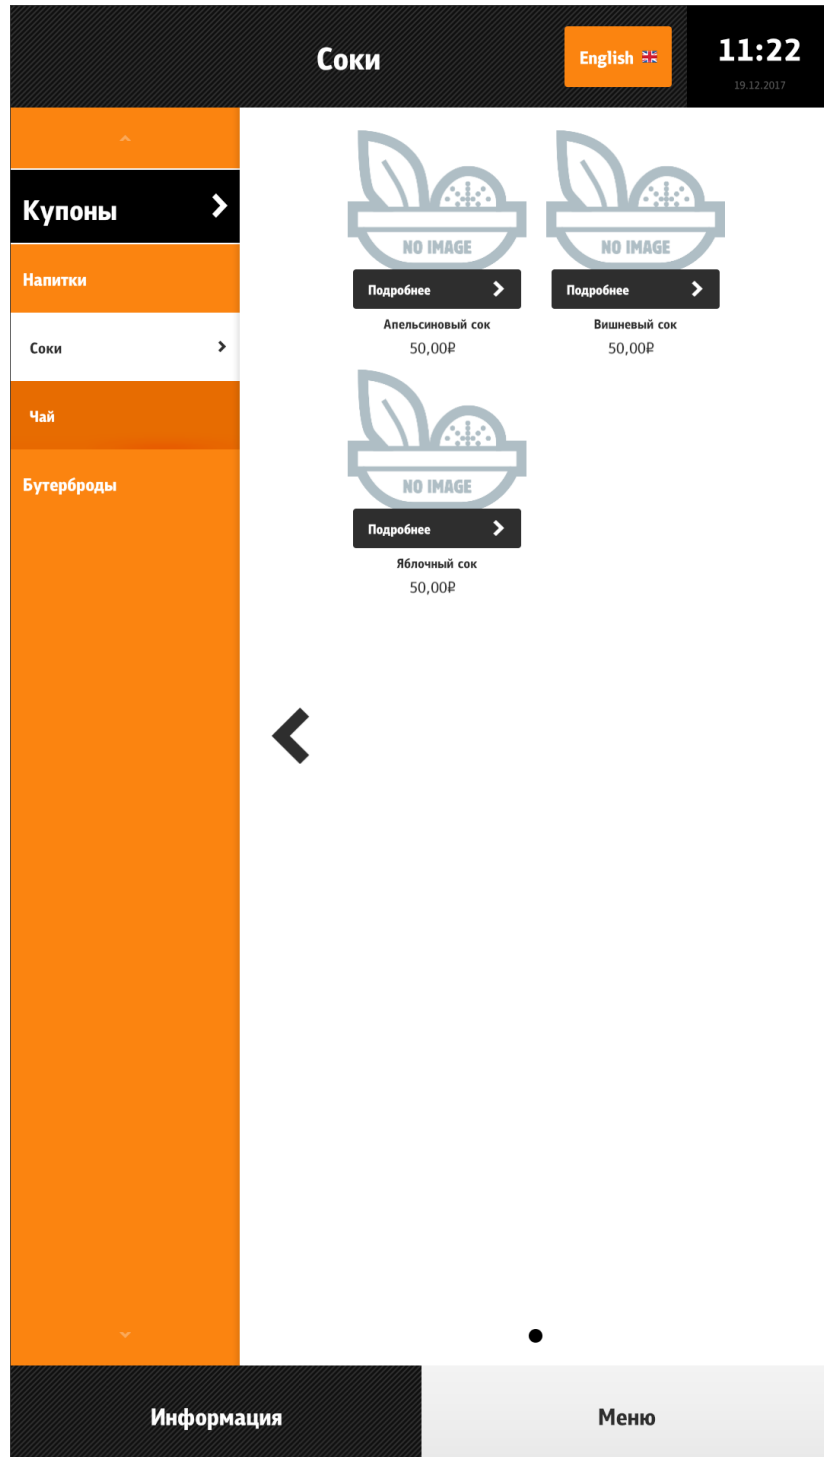 Соки
English
11:22
19.12.2017
Купоны
Напитки
Соки
Чай
Бутерброды
NO IMAGE
NO IMAGE
Подробнее
Подробнее
Апельсиновый сок
Вишневый сок
50,00₽
50,00₽
NO IMAGE
Подробнее
Яблочный сок
50,00₽
Информация
Меню